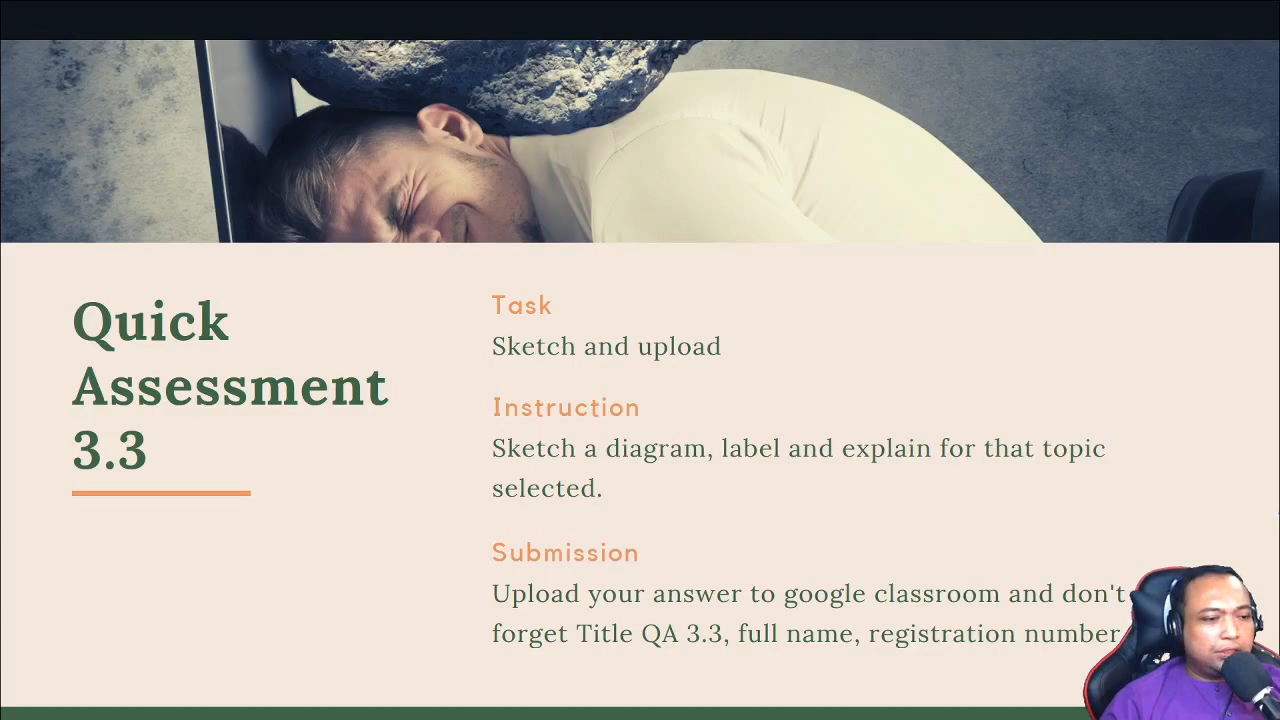 Quick
Assessment
3.3
Task
Sketch and upload
Instruction
Sketch a diagram, label and explain for that topic
selected.
Submission
Upload your answer to google classroom and don't
forget Title QA 3.3, full name, registration number